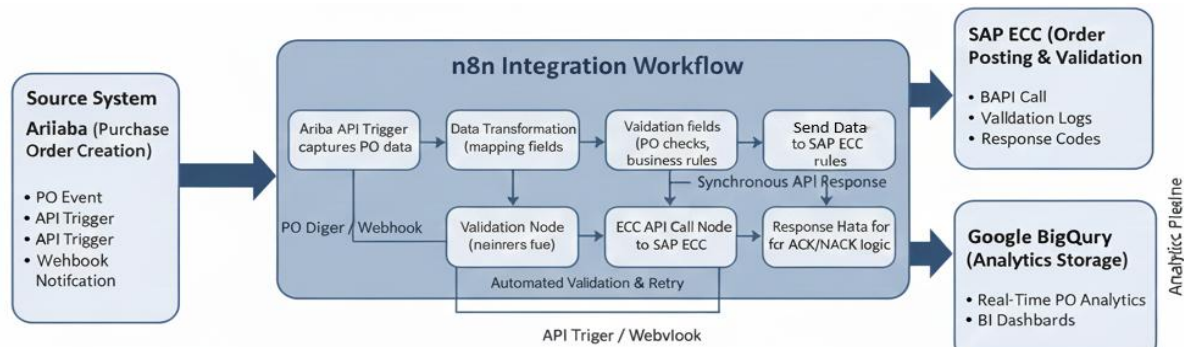 Source System
Ariiaba (Purchase
Order Creation)
• PO Event
• API Trigger
• API Trigger
• Wehbook
Notifcation
n8n Integration Workflow
Ariba API Trigger
captures PO data
Data Transformation
(mapping fields
Vaidation fields
(PO checks,
business rules
Send Data
to SAP ECC
rules
Synchronous API Response
PO Diger / Webhook
Validation Node
(neinrers fue)
ECC API Call Node
to SAP ECC
Response Hata for
fcr ACK/NACK logic
Automated Validation & Retry
API Triger / Webvlook
SAP ECC (Order
Posting & Validation
• BAPI Call
• Valldation Logs
• Response Codes
Google BigQury
(Analytics Storage)
• Real-Time PO Analytics
• BI Dashbards